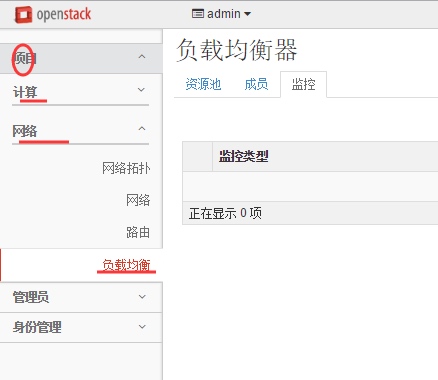 openstack
admin
项目
计算
网络
网络拓扑
网络
路由
负载均衡
管理员
身份管理
负载均衡器
资源池 成员 监控
监控类型
正在显示 0 项